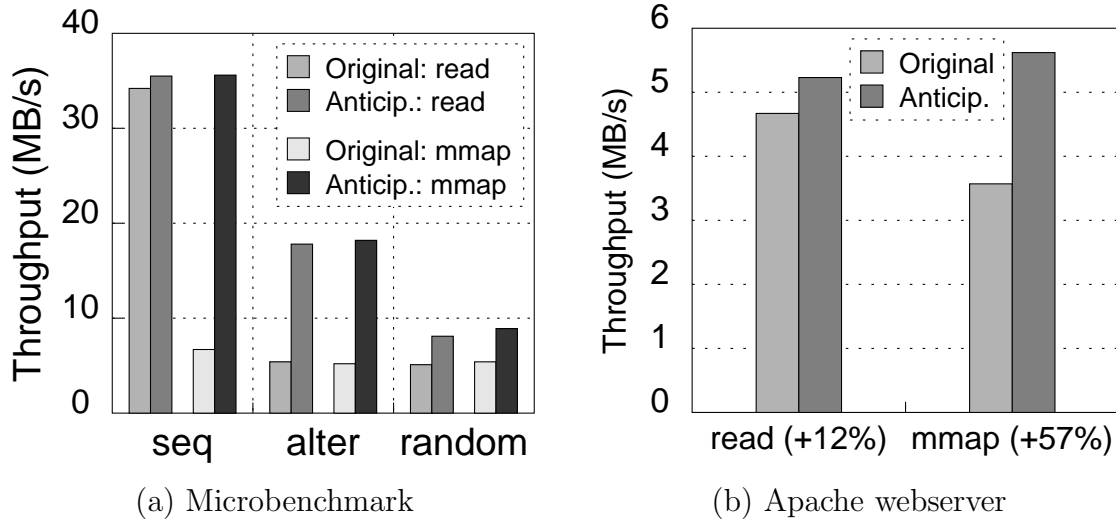 Throughput (MB/s)
40
30
20
10
0
Original: read
Anticip.: read
Original: mmap
Anticip.: mmap
seq alter random
(a) Microbenchmark
Throughput (MB/s)
6
5
4
3
2
1
0
Original
Anticip.
read (+12%) mmap (+57%)
(b) Apache webserver